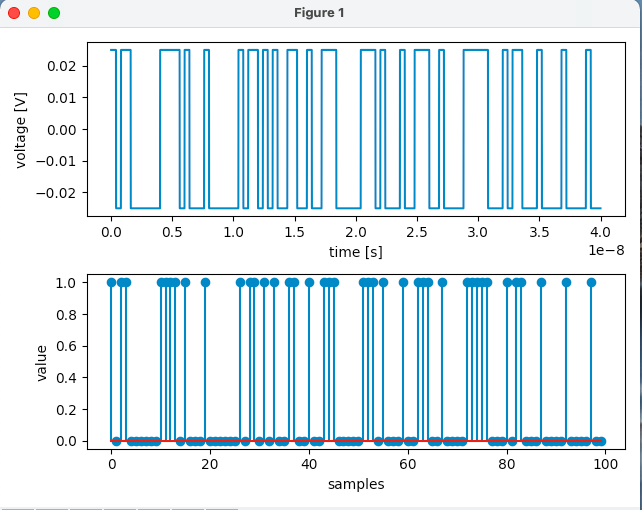 Figure 1
voltage [V]
0.02
0.01
0.00
−0.01
−0.02
0.0 0.5 1.0 1.5 2.0 2.5 3.0 3.5 4.0
time [s]
1e−8
value
1.0
0.8
0.6
0.4
0.2
0.0
0 20 40 60 80 100
samples